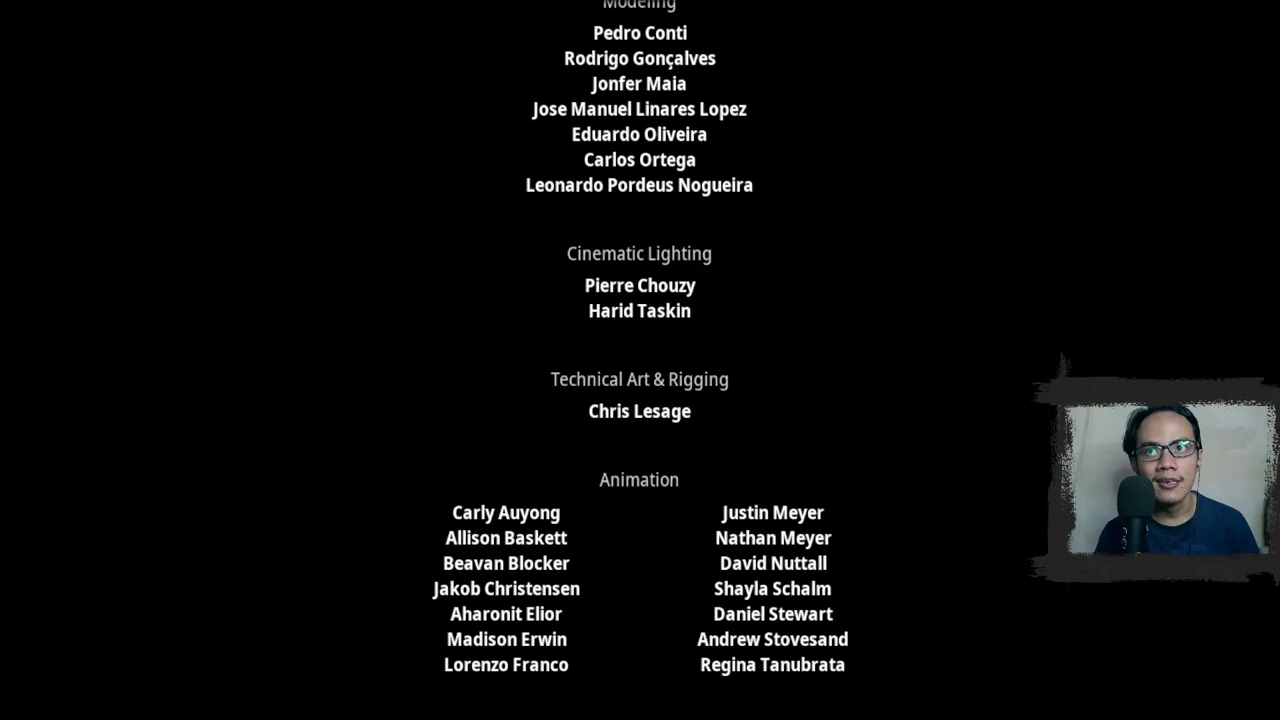 Modeling
Pedro Conti
Rodrigo Gonçalves
Jonfer Maia
Jose Manuel Linares Lopez
Eduardo Oliveira
Carlos Ortega
Leonardo Pordeus Nogueira
Cinematic Lighting
Pierre Chouzy
Harid Taskin
Technical Art & Rigging
Chris Lesage
Animation
Carly Auyong
Allison Baskett
Beavan Blocker
Jakob Christensen
Aharonit Elior
Madison Erwin
Lorenzo Franco
Justin Meyer
Nathan Meyer
David Nuttall
Shayla Schalm
Daniel Stewart
Andrew Stovesand
Regina Tanubrata